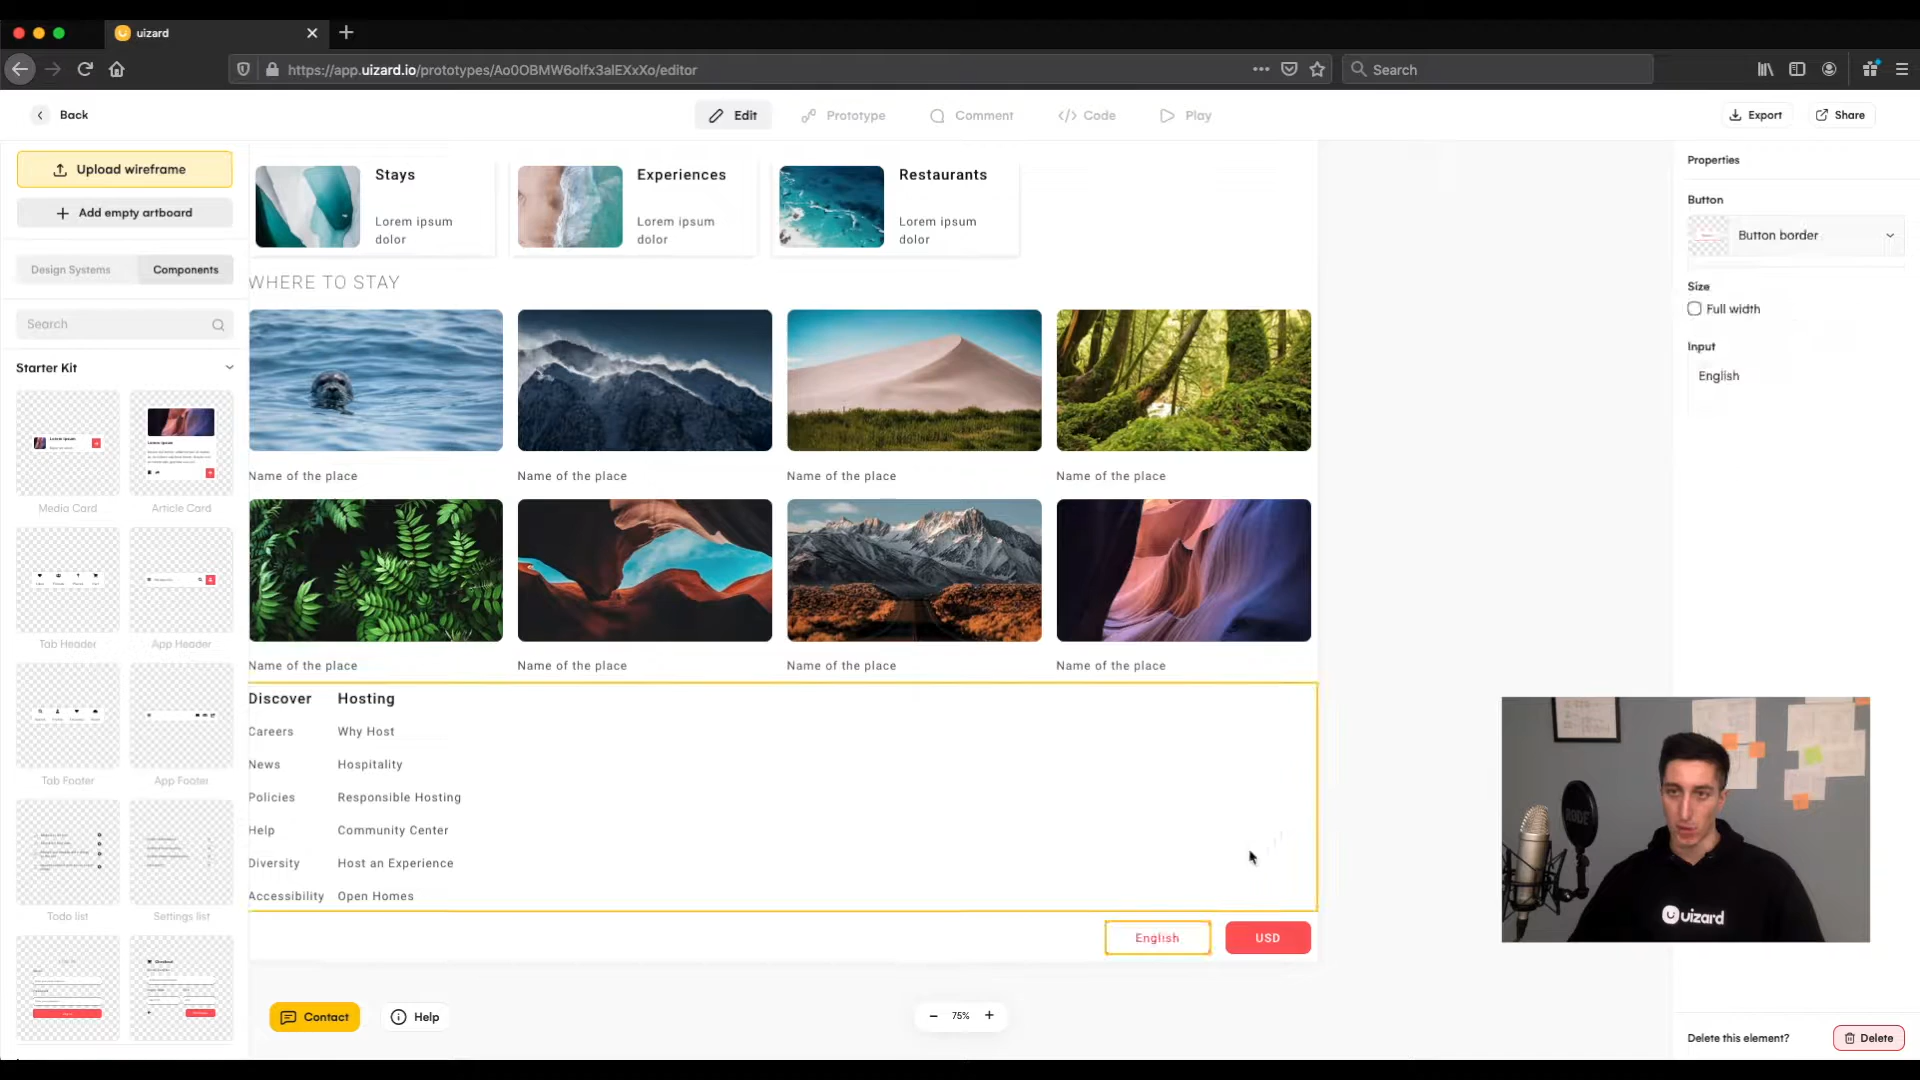 uizard
https://app.uizard.io/prototypes/Ao0OBMW6olfx3alEXxXo/editor
Search
Back
Edit
Prototype
Comment
Code
Play
Export
Share
Upload wireframe
Add empty artboard
Design Systems
Components
Search
Starter Kit
Media Card
Article Card
Tab Header
App Header
Tab Footer
App Footer
Todo list
Settings list
Stays
Lorem ipsum
dolor
Experiences
Lorem ipsum
dolor
Restaurants
Lorem ipsum
dolor
WHERE TO STAY
Name of the place
Name of the place
Name of the place
Name of the place
Name of the place
Name of the place
Name of the place
Name of the place
Discover
Hosting
Careers
Why Host
News
Hospitality
Policies
Responsible Hosting
Help
Community Center
Diversity
Host an Experience
Accessibility
Open Homes
English
USD
Contact
Help
75%
Properties
Button
Button border
Size
Full width
Input
English
RODE
uizard
Delete this element?
Delete